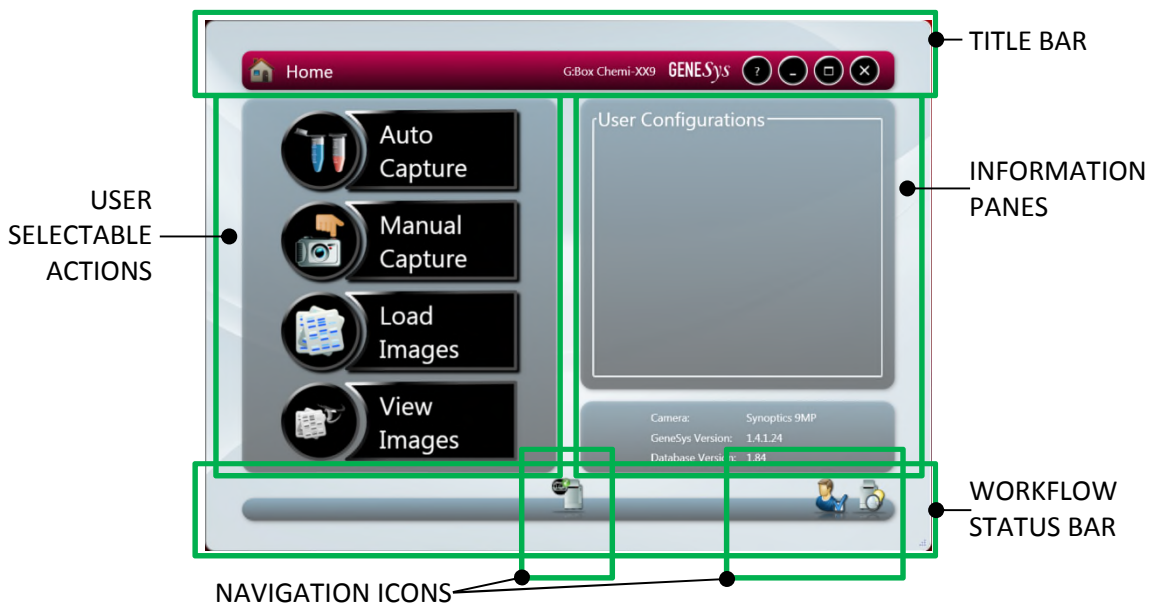 TITLE BAR
Home
G:Box Chemi-XX9 GENESys ?
User Configurations
Auto
Capture
INFORMATION
PANES
USER
SELECTABLE
ACTIONS
Manual
Capture
Load
Images
View
Images
Camera: Synoptics 9MP
GeneSys Version: 1.4.1.24
Database Version: 1.84
WORKFLOW
STATUS BAR
NAVIGATION ICONS